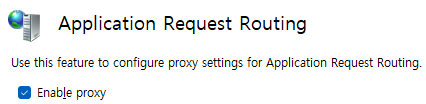 Application Request Routing
Use this feature to configure proxy settings for Application Request Routing.
Enable proxy